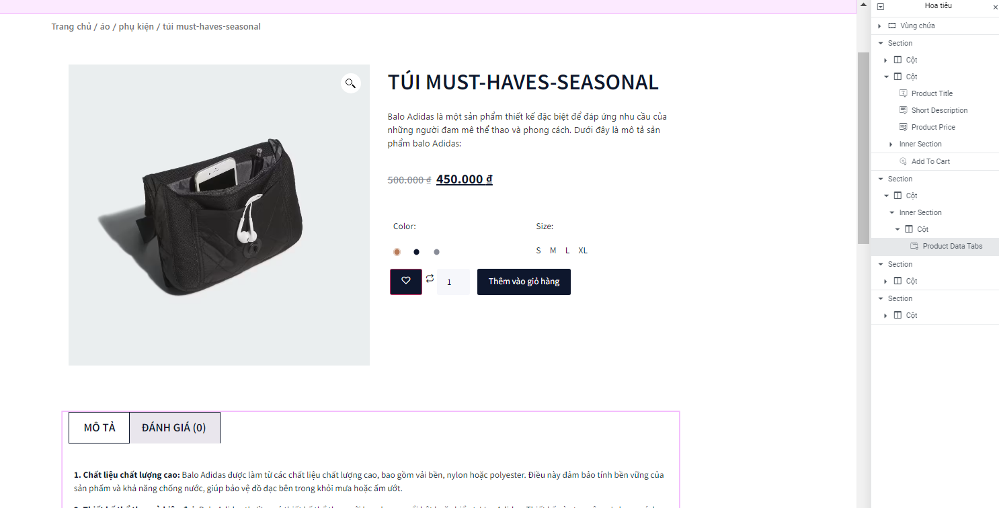 Hoa tiêu
Trang chủ / áo / phụ kiện / túi must-haves-seasonal
TÚI MUST-HAVES-SEASONAL
Balo Adidas là một sản phẩm thiết kế đặc biệt để đáp ứng nhu cầu của
những người đam mê thể thao và phong cách. Dưới đây là mô tả sản
phẩm balo Adidas:
500.000 ₫ 450.000 ₫
Color:
Size:
S M L XL
1
Thêm vào giỏ hàng
MÔ TẢ
ĐÁNH GIÁ (0)
1. Chất liệu chất lượng cao: Balo Adidas được làm từ các chất liệu chất lượng cao, bao gồm vải bền, nylon hoặc polyester. Điều này đảm bảo tính bền vững của
sản phẩm và khả năng chống nước, giúp bảo vệ đồ đạc bên trong khỏi mưa hoặc ẩm ướt.
Vùng chứa
Section
Cột
Cột
Product Title
Short Description
Product Price
Inner Section
Add To Cart
Section
Cột
Inner Section
Cột
Product Data Tabs
Section
Cột
Section
Cột